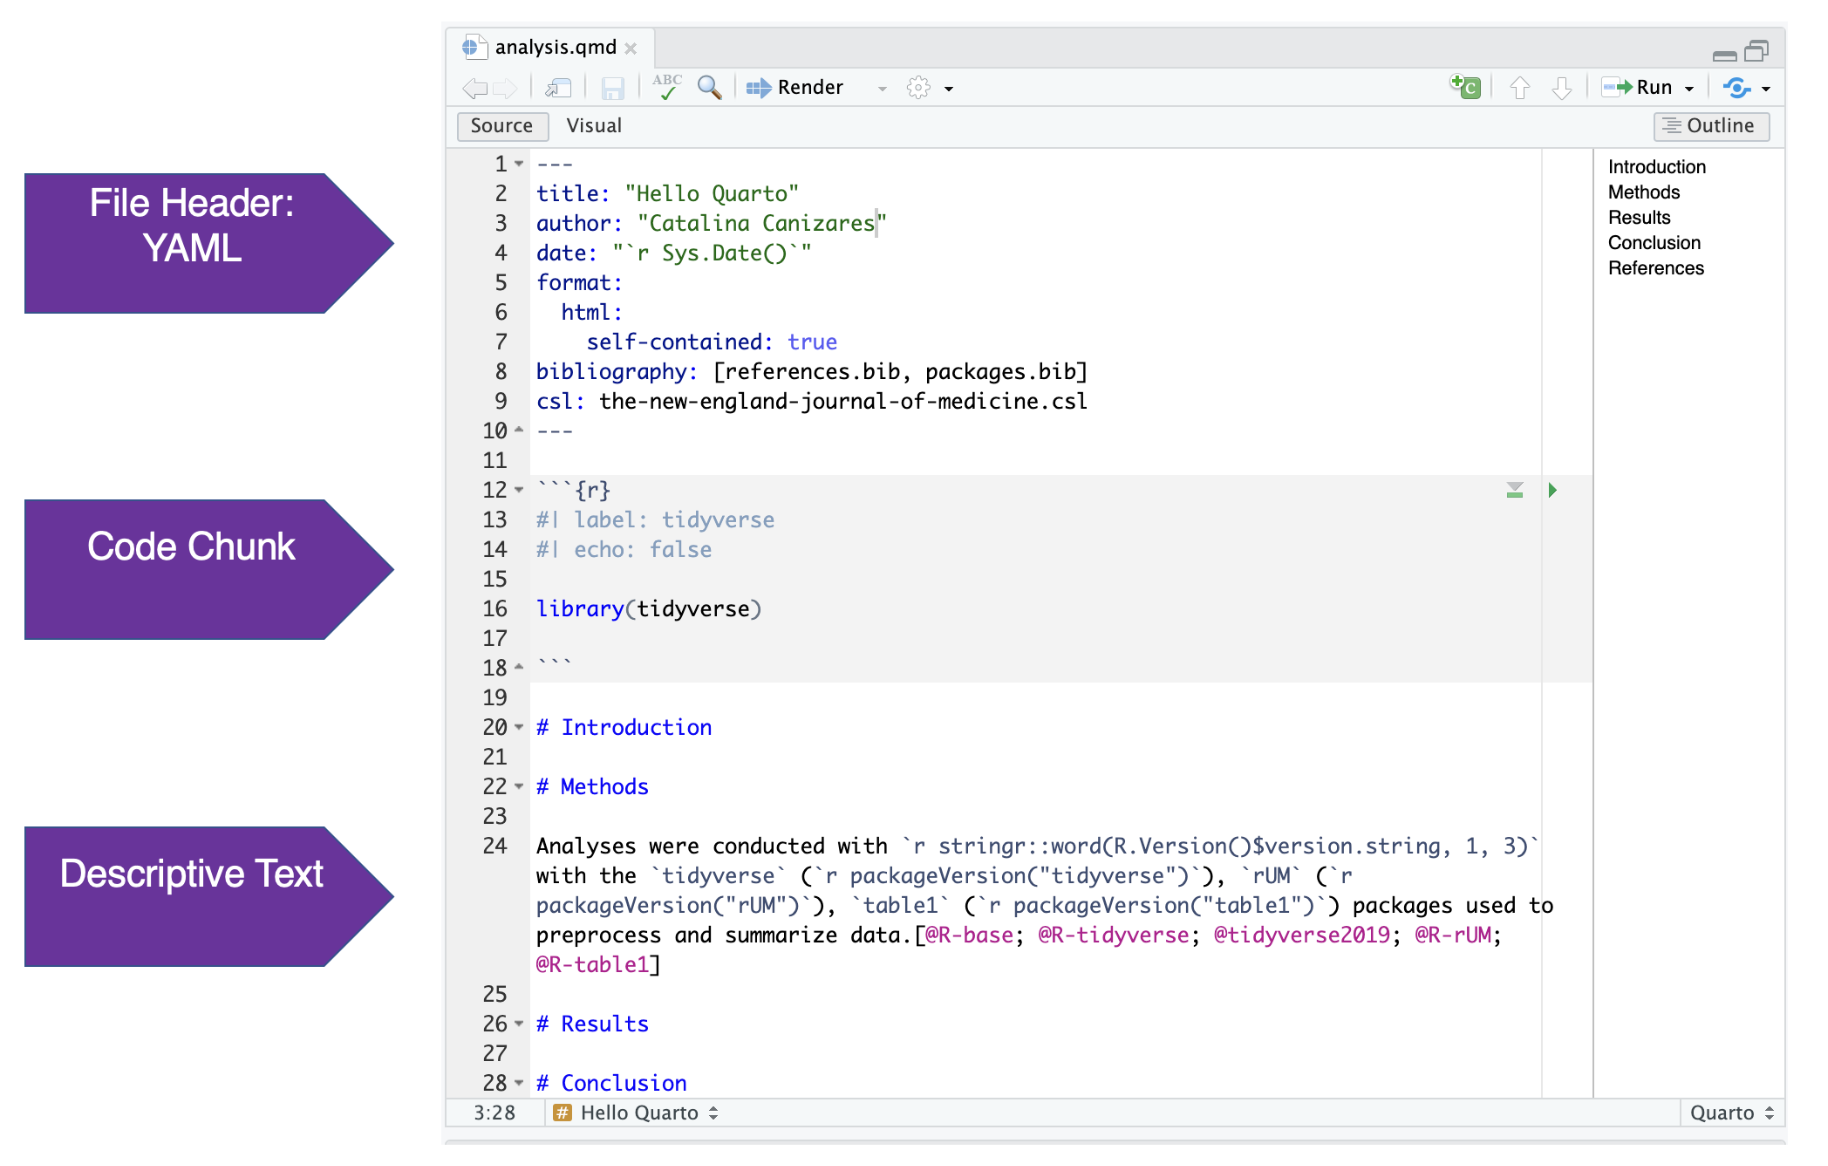 analysis.qmd
ABC
Render
Run
Source Visual
Outline
File Header:
YAML
Code Chunk
Descriptive Text
1 ---
2 title: "Hello Quarto"
3 author: "Catalina Canizares"
4 date: "`r Sys.Date()`"
5 format:
6   html:
7     self-contained: true
8 bibliography: [references.bib, packages.bib]
9 csl: the-new-england-journal-of-medicine.csl
10 ---
11
12 ```{r}
13 #| label: tidyverse
14 #| echo: false
15
16 library(tidyverse)
17
18 ```
19
20 # Introduction
21
22 # Methods
23
24 Analyses were conducted with `r stringr::word(R.Version()$version.string, 1, 3)`
with the `tidyverse` (`r packageVersion("tidyverse")`), `rUM` (`r
packageVersion("rUM")`), `table1` (`r packageVersion("table1")`) packages used to
preprocess and summarize data.[@R-base; @R-tidyverse; @tidyverse2019; @R-rUM;
@R-table1]
25
26 # Results
27
28 # Conclusion
Introduction
Methods
Results
Conclusion
References
3:28
# Hello Quarto
Quarto